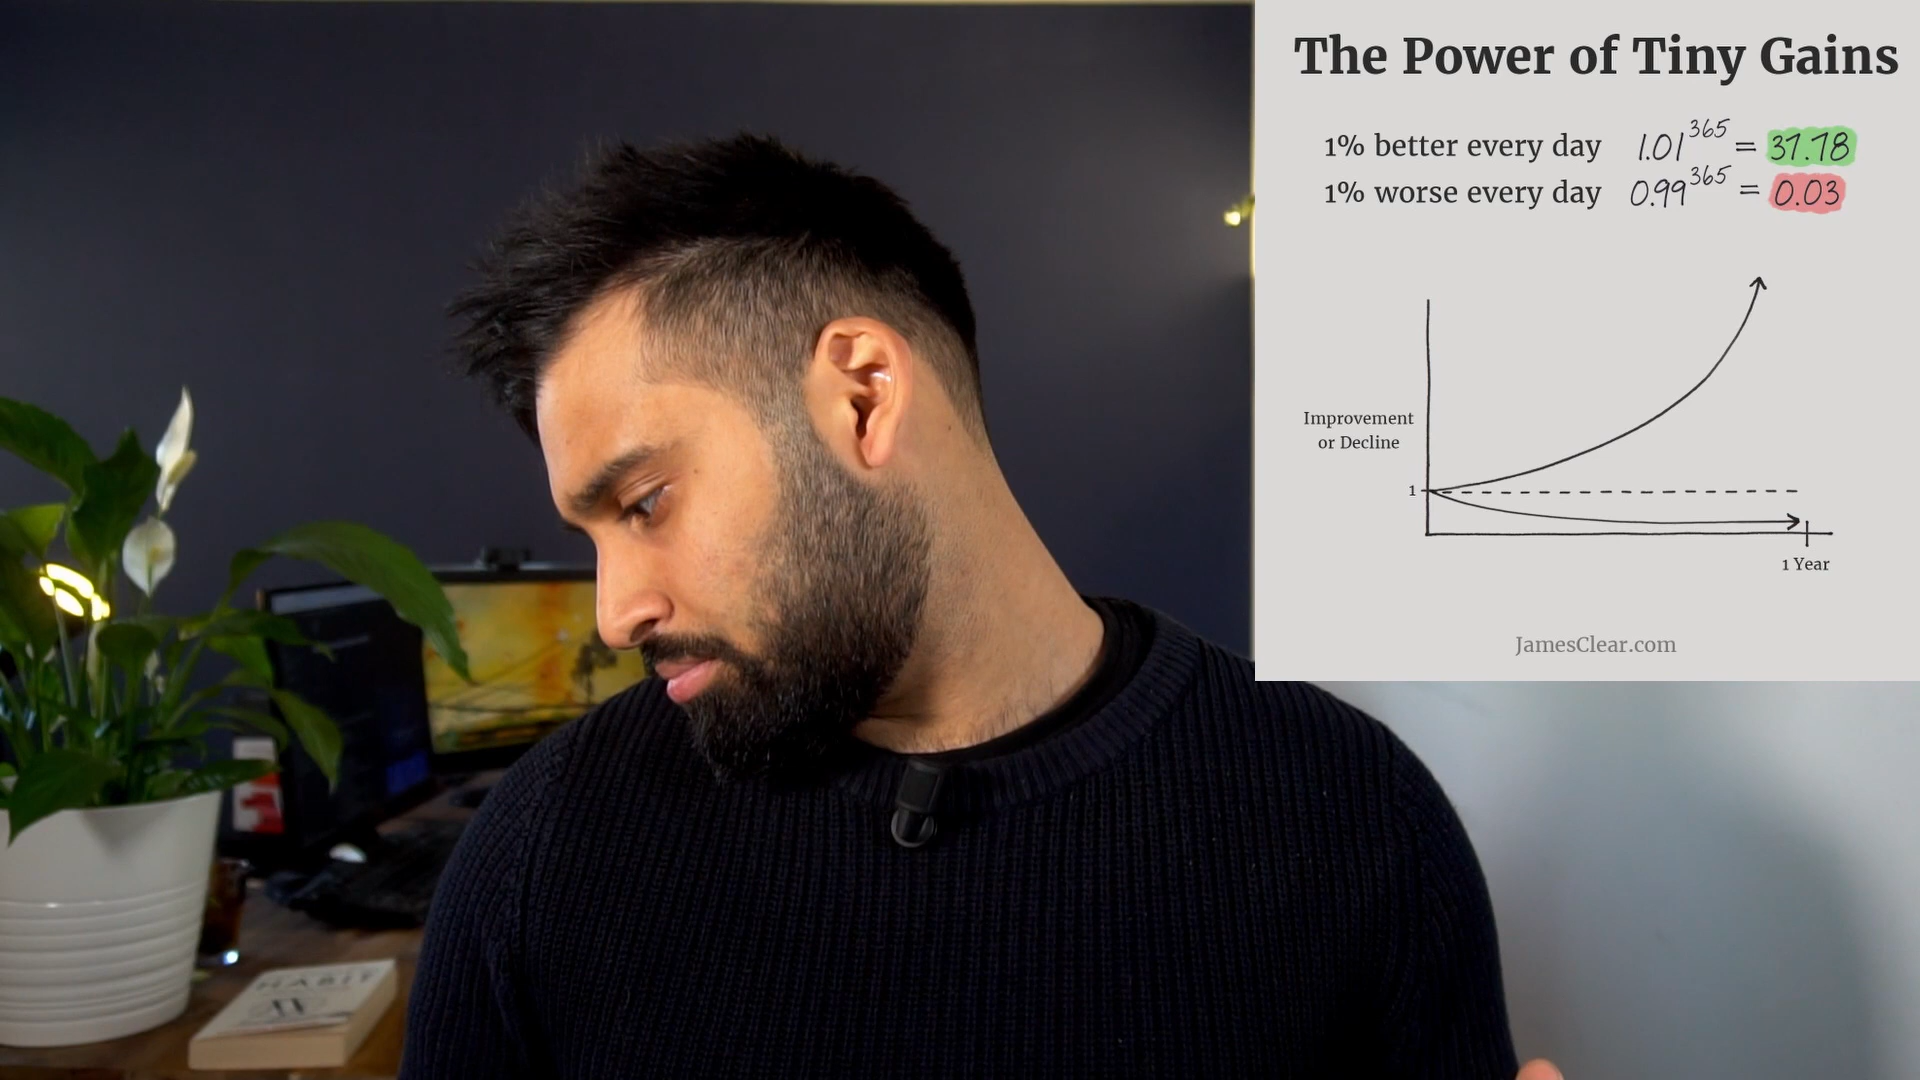 The Power of Tiny Gains
1% better every day 1.01^365 = 37.78
1% worse every day 0.99^365 = 0.03
Improvement
or Decline
1
1 Year
JamesClear.com
HABIT